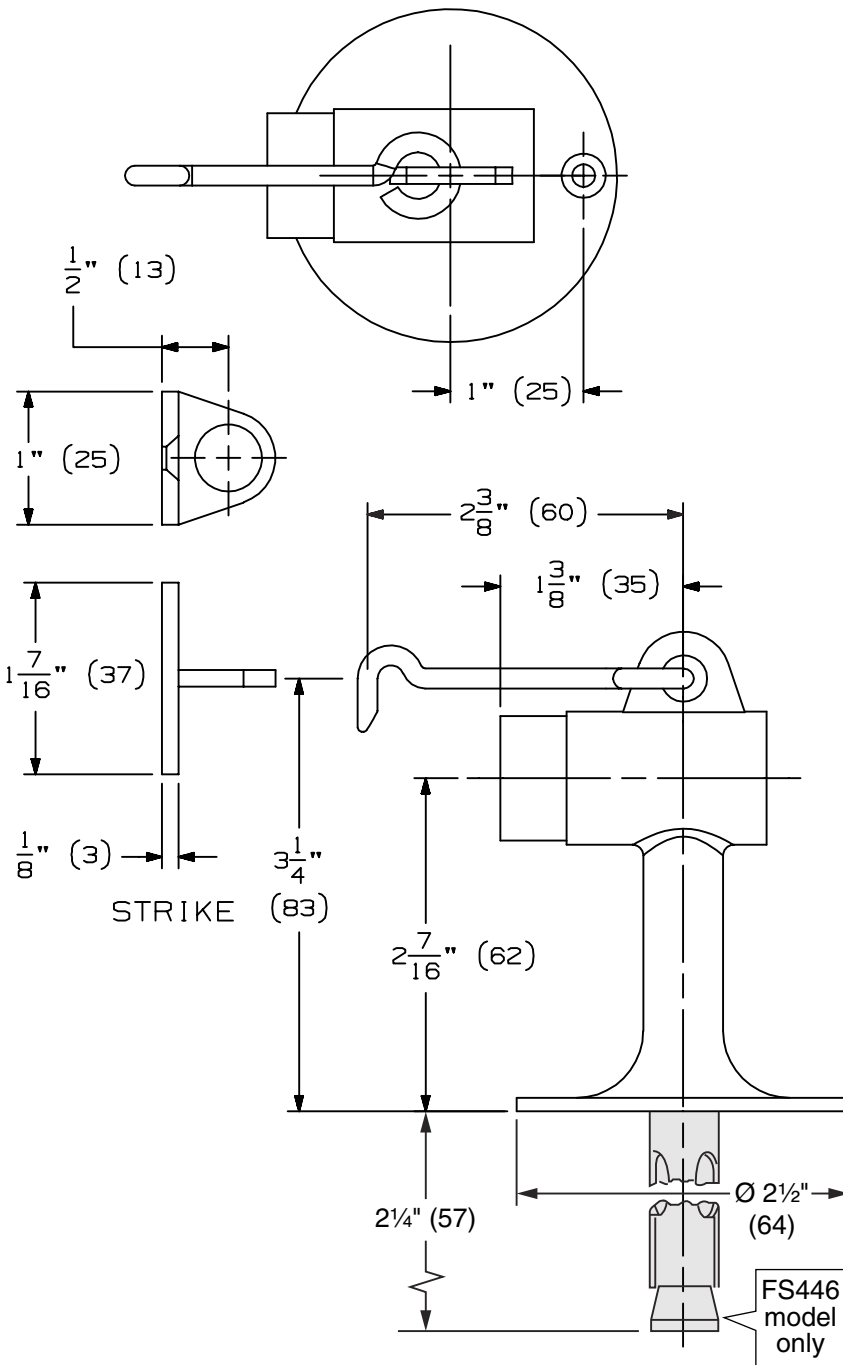 1/2" (13)
1" (25)
1" (25)
2 3/8" (60)
1 3/8" (35)
1 7/16" (37)
1/8" (3)
3 1/4"
(83)
STRIKE
2 7/16" (62)
2¼" (57)
Ø 2½"
(64)
FS446
model
only